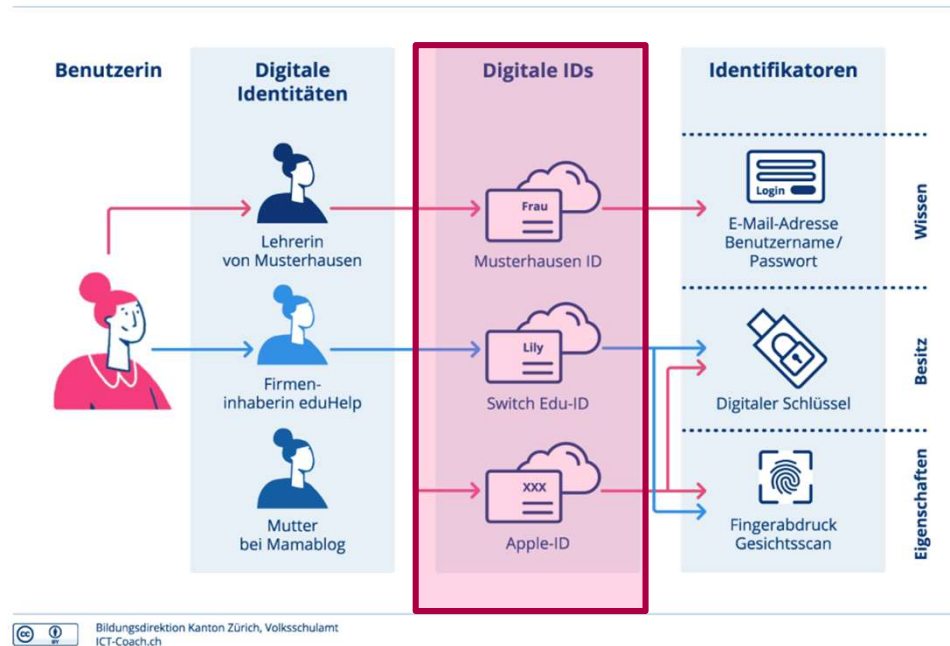 Benutzerin
Digitale
Identitäten
Digitale IDs
Identifikatoren
Lehrerin
von Musterhausen
Frau
Musterhausen ID
Login
E-Mail-Adresse
Benutzername/
Passwort
Wissen
Firmen-
inhaberin eduHelp
Lily
Switch Edu-ID
Digitaler Schlüssel
Besitz
Mutter
bei Mamablog
XXX
Apple-ID
Fingerabdruck
Gesichtsscan
Eigenschaften
cc
BY
Bildungsdirektion Kanton Zürich, Volksschulamt
ICT-Coach.ch